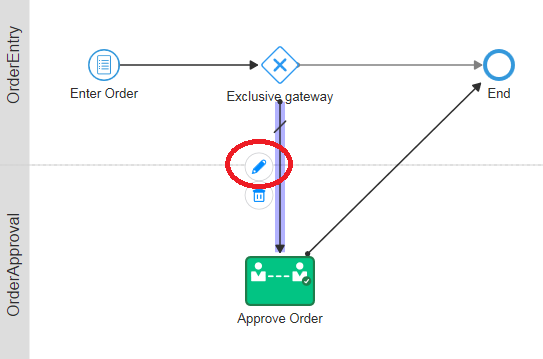 OrderEntry
Enter Order
Exclusive gateway
End
OrderApproval
Approve Order